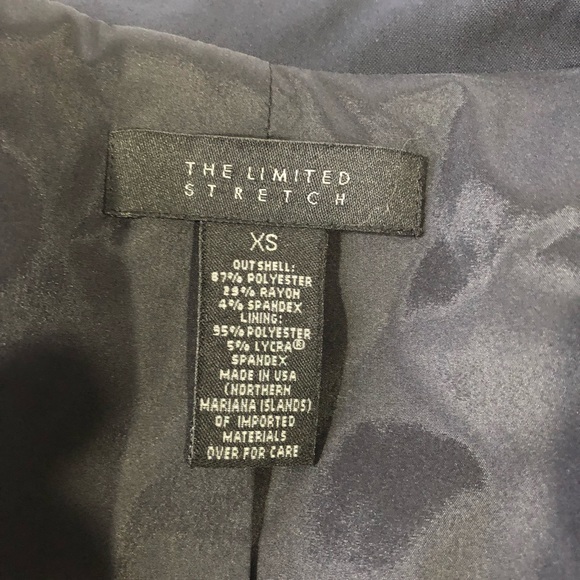 THE LIMITED
STRETCH
XS
OUTSHELL:
67% POLYESTER
29% RAYON
4% SPANDEX
LINING:
95% POLYESTER
5% LYCRA®
SPANDEX
MADE IN USA
(NORTHERN
MARIANA ISLANDS)
OF IMPORTED
MATERIALS
OVER FOR CARE